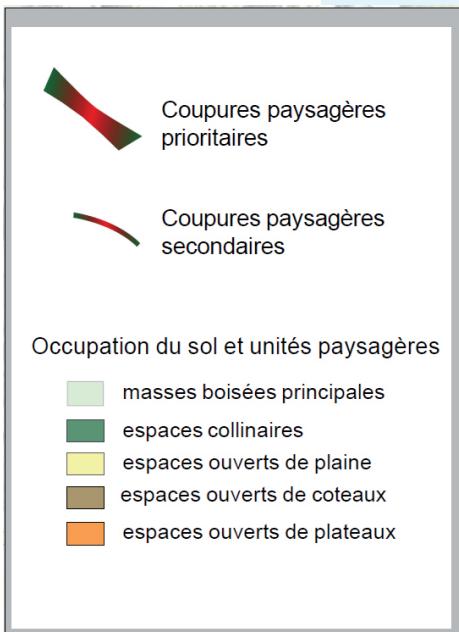 Coupures paysagères
prioritaires
Coupures paysagères
secondaires
Occupation du sol et unités paysagères
masses boisées principales
espaces collinaires
espaces ouverts de plaine
espaces ouverts de coteaux
espaces ouverts de plateaux